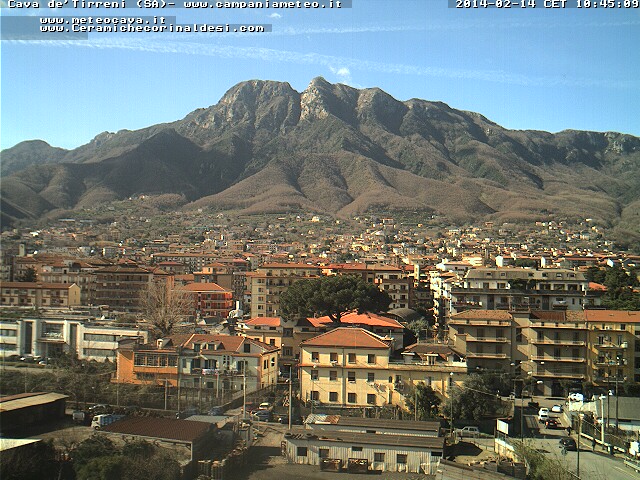 Cava de'Tirreni (SA)- www.campaniameteo.it 2014-02-14 CET 10:45:09
www.meteocava.it
www.Ceramichecorinaldesi.com